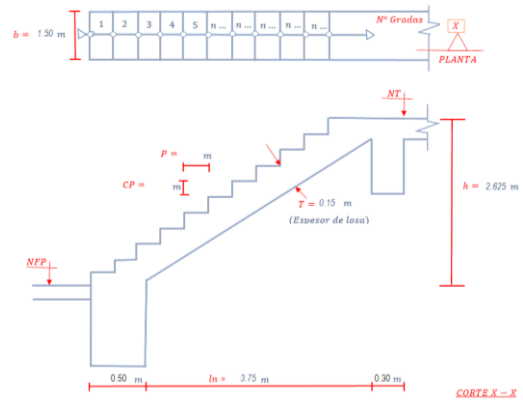 b = 1.50 m
1 2 3 4 5 n ... n ... n ... n ... n ...
N° Gradas
X
PLANTA
NT
P = m
CP = m
h = 2.625 m
T = 0.15 m
(Espesor de losa)
NFP
0.50 m
ln = 3.75 m
0.30 m
CORTE X - X